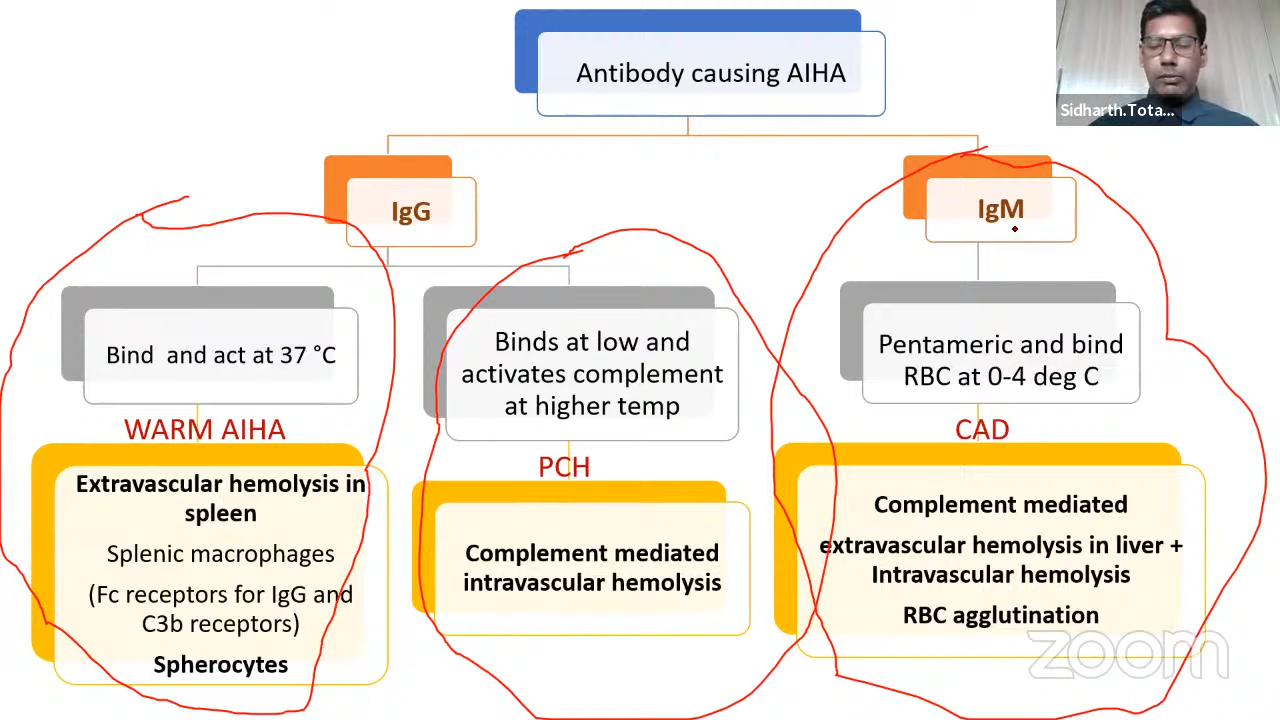 Antibody causing AIHA
Sidharth.Tota...
IgG
IgM
Bind and act at 37 °C
Binds at low and
activates complement
at higher temp
Pentameric and bind
RBC at 0-4 deg C
WARM AIHA
PCH
CAD
Extravascular hemolysis in
spleen
Splenic macrophages
(Fc receptors for IgG and
C3b receptors)
Spherocytes
Complement mediated
intravascular hemolysis
Complement mediated
extravascular hemolysis in liver +
Intravascular hemolysis
RBC agglutination
zoom